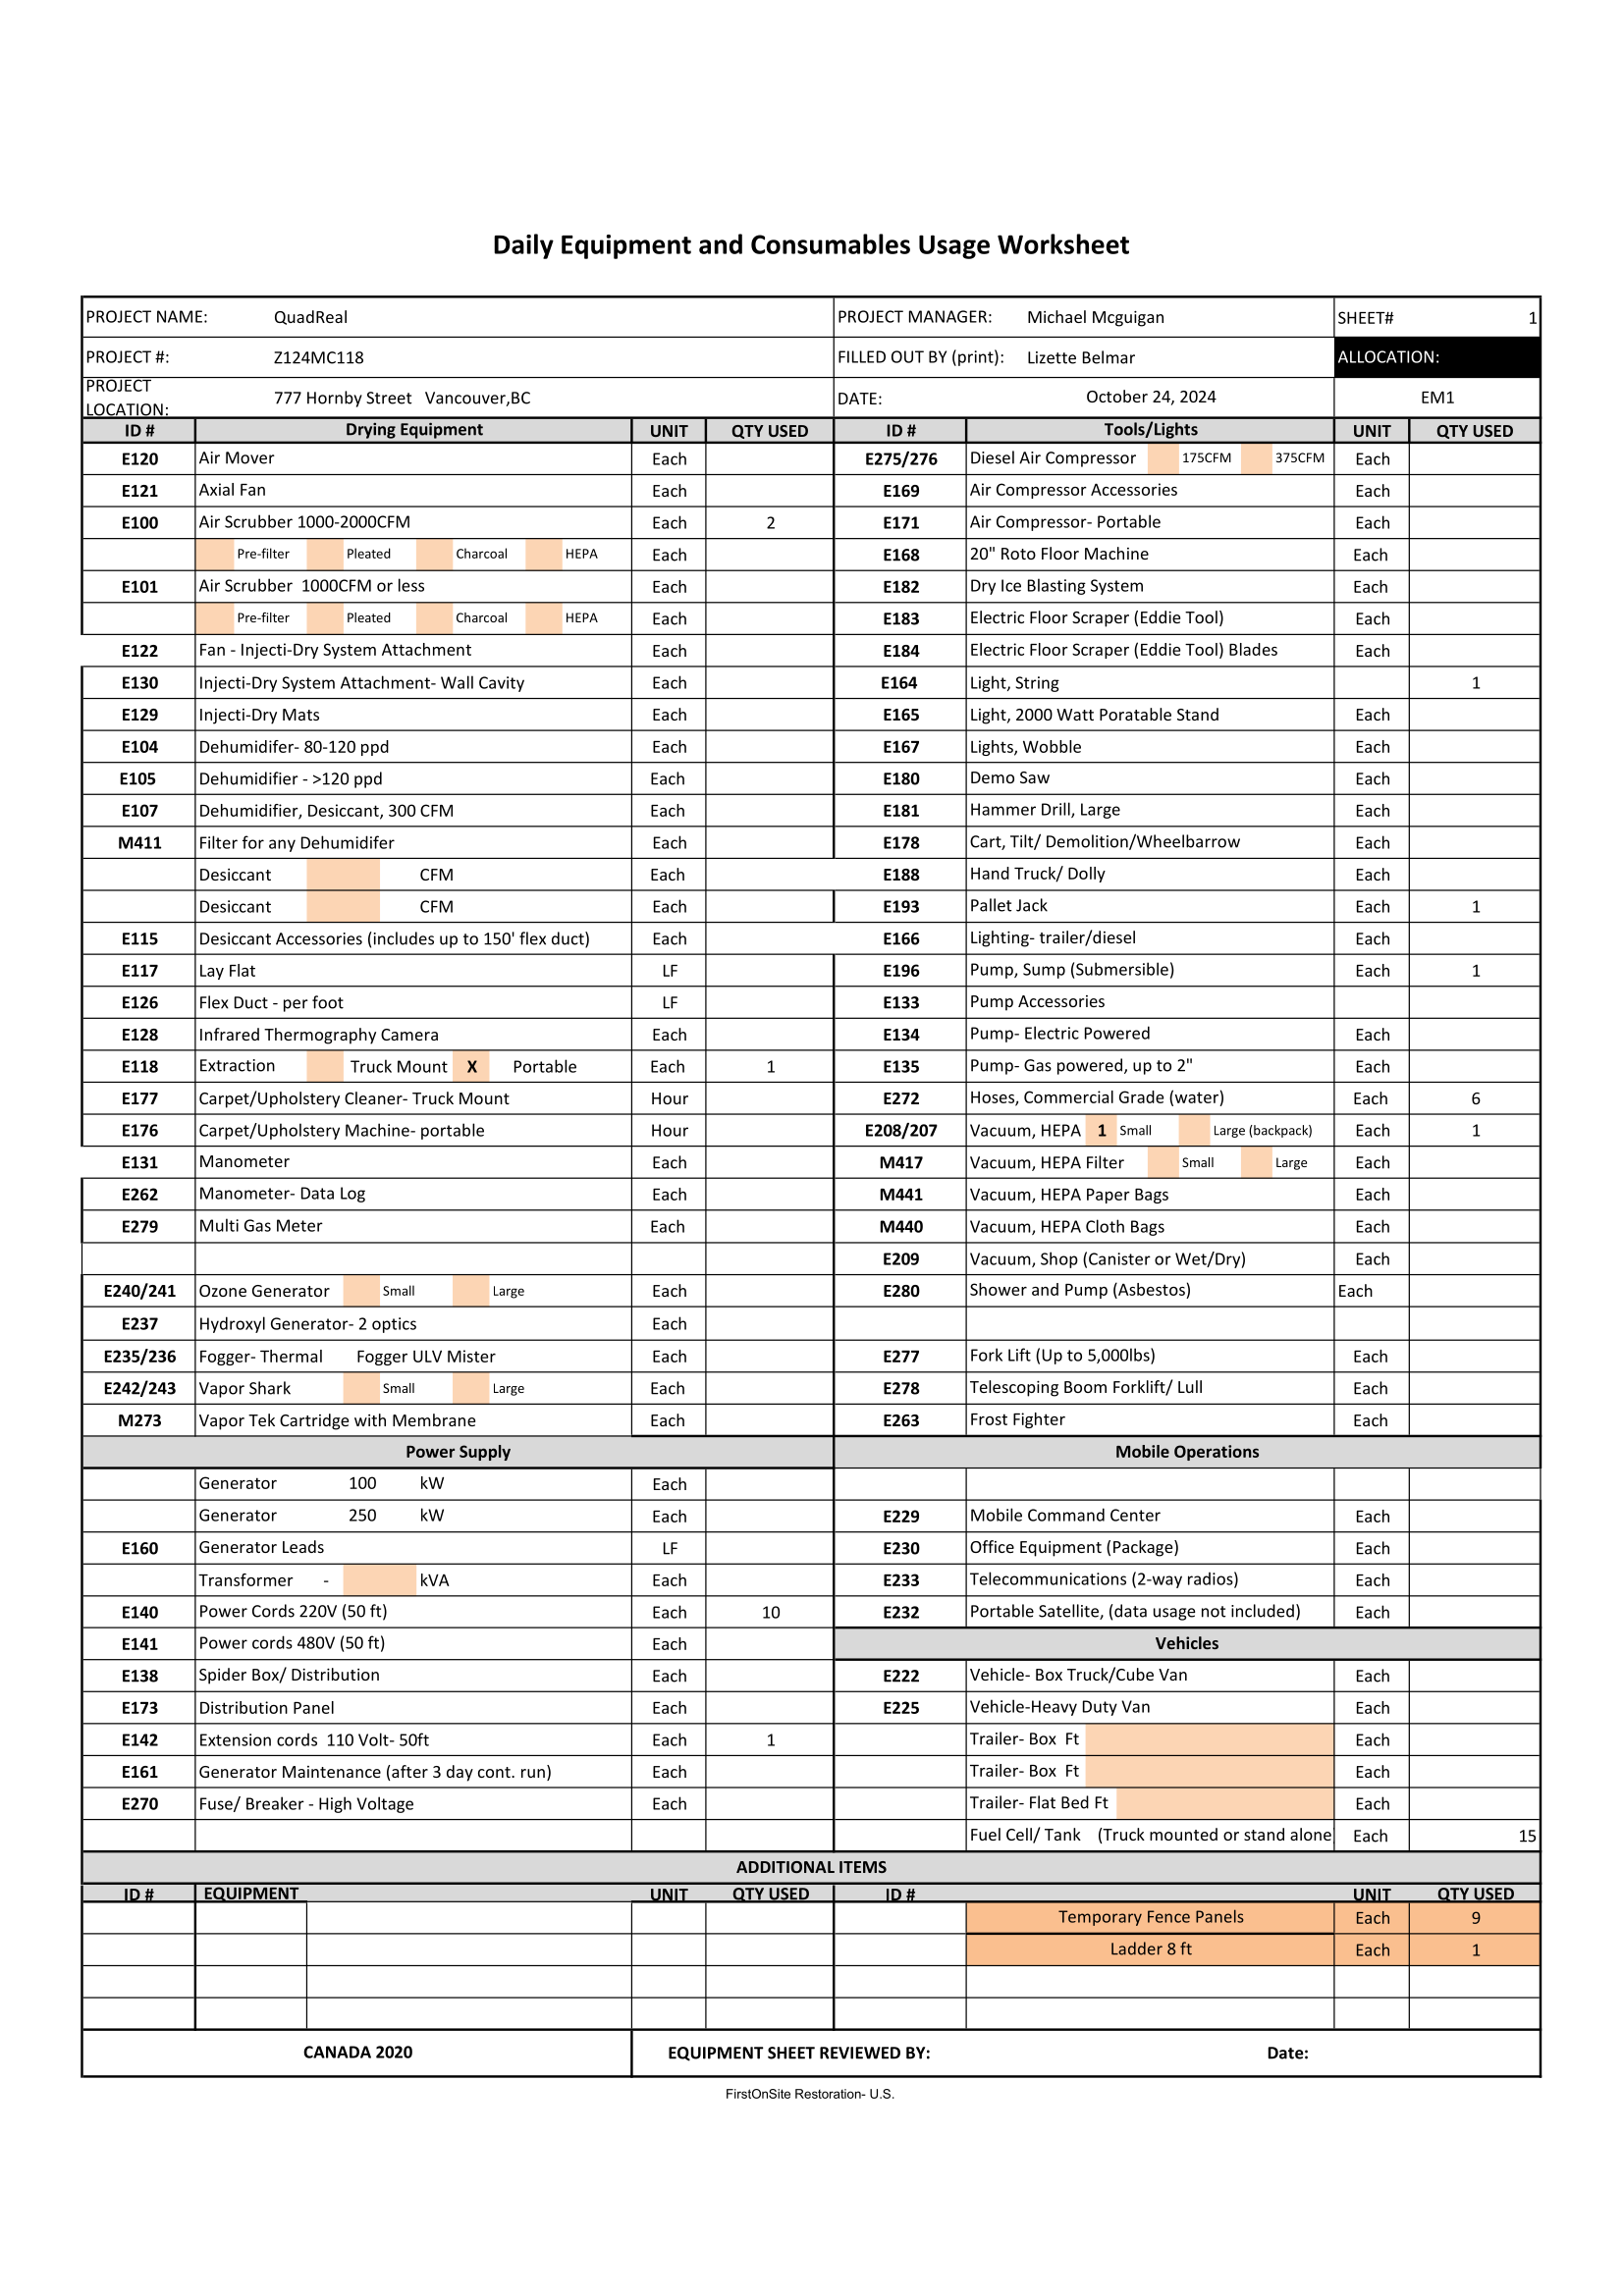 Daily Equipment and Consumables Usage Worksheet
PROJECT NAME: QuadReal PROJECT MANAGER: Michael Mcguigan SHEET# 1
PROJECT #: Z124MC118 FILLED OUT BY (print): Lizette Belmar ALLOCATION:
PROJECT LOCATION: 777 Hornby Street Vancouver,BC DATE: October 24, 2024 EM1
ID # Drying Equipment UNIT QTY USED ID # Tools/Lights UNIT QTY USED
E120 Air Mover Each E275/276 Diesel Air Compressor 175CFM 375CFM Each
E121 Axial Fan Each E169 Air Compressor Accessories Each
E100 Air Scrubber 1000-2000CFM Each 2 E171 Air Compressor- Portable Each
Pre-filter Pleated Charcoal HEPA Each E168 20" Roto Floor Machine Each
E101 Air Scrubber 1000CFM or less Each E182 Dry Ice Blasting System Each
Pre-filter Pleated Charcoal HEPA Each E183 Electric Floor Scraper (Eddie Tool) Each
E122 Fan - Injecti-Dry System Attachment Each E184 Electric Floor Scraper (Eddie Tool) Blades Each
E130 Injecti-Dry System Attachment- Wall Cavity Each E164 Light, String 1
E129 Injecti-Dry Mats Each E165 Light, 2000 Watt Poratable Stand Each
E104 Dehumidifer- 80-120 ppd Each E167 Lights, Wobble Each
E105 Dehumidifier - >120 ppd Each E180 Demo Saw Each
E107 Dehumidifier, Desiccant, 300 CFM Each E181 Hammer Drill, Large Each
M411 Filter for any Dehumidifer Each E178 Cart, Tilt/ Demolition/Wheelbarrow Each
Desiccant CFM Each E188 Hand Truck/ Dolly Each
Desiccant CFM Each E193 Pallet Jack Each 1
E115 Desiccant Accessories (includes up to 150' flex duct) Each E166 Lighting- trailer/diesel Each
E117 Lay Flat LF E196 Pump, Sump (Submersible) Each 1
E126 Flex Duct - per foot LF E133 Pump Accessories
E128 Infrared Thermography Camera Each E134 Pump- Electric Powered Each
E118 Extraction Truck Mount X Portable Each 1 E135 Pump- Gas powered, up to 2" Each
E177 Carpet/Upholstery Cleaner- Truck Mount Hour E272 Hoses, Commercial Grade (water) Each 6
E176 Carpet/Upholstery Machine- portable Hour E208/207 Vacuum, HEPA 1 Small Large (backpack) Each 1
E131 Manometer Each M417 Vacuum, HEPA Filter Small Large Each
E262 Manometer- Data Log Each M441 Vacuum, HEPA Paper Bags Each
E279 Multi Gas Meter Each M440 Vacuum, HEPA Cloth Bags Each
E209 Vacuum, Shop (Canister or Wet/Dry) Each
E240/241 Ozone Generator Small Large Each E280 Shower and Pump (Asbestos) Each
E237 Hydroxyl Generator- 2 optics Each
E235/236 Fogger- Thermal Fogger ULV Mister Each E277 Fork Lift (Up to 5,000lbs) Each
E242/243 Vapor Shark Small Large Each E278 Telescoping Boom Forklift/ Lull Each
M273 Vapor Tek Cartridge with Membrane Each E263 Frost Fighter Each
Power Supply Mobile Operations
Generator 100 kW Each
Generator 250 kW Each E229 Mobile Command Center Each
E160 Generator Leads LF E230 Office Equipment (Package) Each
Transformer - kVA Each E233 Telecommunications (2-way radios) Each
E140 Power Cords 220V (50 ft) Each 10 E232 Portable Satellite, (data usage not included) Each
E141 Power cords 480V (50 ft) Each Vehicles
E138 Spider Box/ Distribution Each E222 Vehicle- Box Truck/Cube Van Each
E173 Distribution Panel Each E225 Vehicle-Heavy Duty Van Each
E142 Extension cords 110 Volt- 50ft Each 1 Trailer- Box Ft Each
E161 Generator Maintenance (after 3 day cont. run) Each Trailer- Box Ft Each
E270 Fuse/ Breaker - High Voltage Each Trailer- Flat Bed Ft Each
Fuel Cell/ Tank (Truck mounted or stand alone Each 15
ADDITIONAL ITEMS
ID # EQUIPMENT UNIT QTY USED ID # UNIT QTY USED
Temporary Fence Panels Each 9
Ladder 8 ft Each 1
CANADA 2020 EQUIPMENT SHEET REVIEWED BY: Date:
FirstOnSite Restoration- U.S.